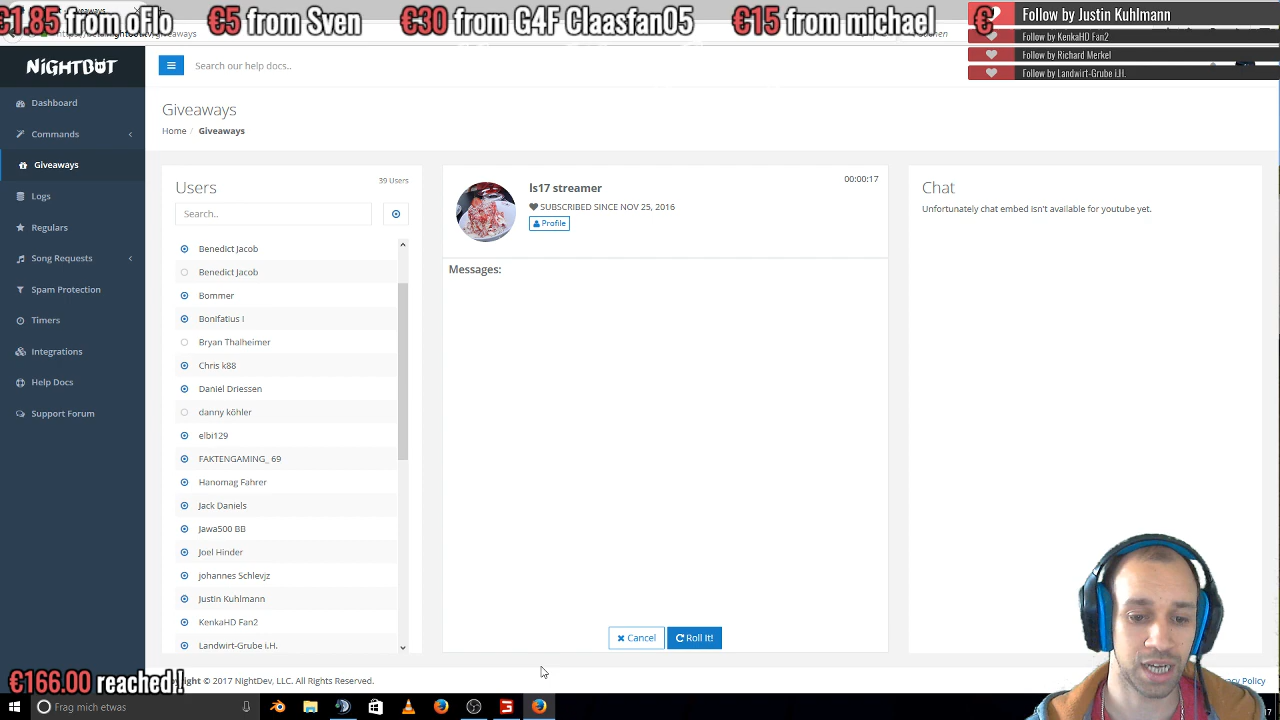 €1.85 from oFlo €5 from Sven €30 from G4F Claasfan05 €15 from michael €
Follow by Justin Kuhlmann
Follow by KenkaHD Fan2
Follow by Richard Merkel
Follow by Landwirt-Grube i.H.
NIGHTBOT
Search our help docs..
Dashboard
Commands
Giveaways
Logs
Regulars
Song Requests
Spam Protection
Timers
Integrations
Help Docs
Support Forum
Giveaways
Home / Giveaways
Users
39 Users
Search..
Benedict Jacob
Benedict Jacob
Bommer
Bonifatius I
Bryan Thalheimer
Chris k88
Daniel Driessen
danny köhler
elbi129
FAKTENGAMING_ 69
Hanomag Fahrer
Jack Daniels
Jawa500 BB
Joel Hinder
johannes Schlevjz
Justin Kuhlmann
KenkaHD Fan2
Landwirt-Grube i.H.
ls17 streamer
00:00:17
SUBSCRIBED SINCE NOV 25, 2016
Profile
Messages:
Cancel
Roll It!
Chat
Unfortunately chat embed isn't available for youtube yet.
€166.00 reached!
© 2017 NightDev, LLC. All Rights Reserved.
Policy
Frag mich etwas